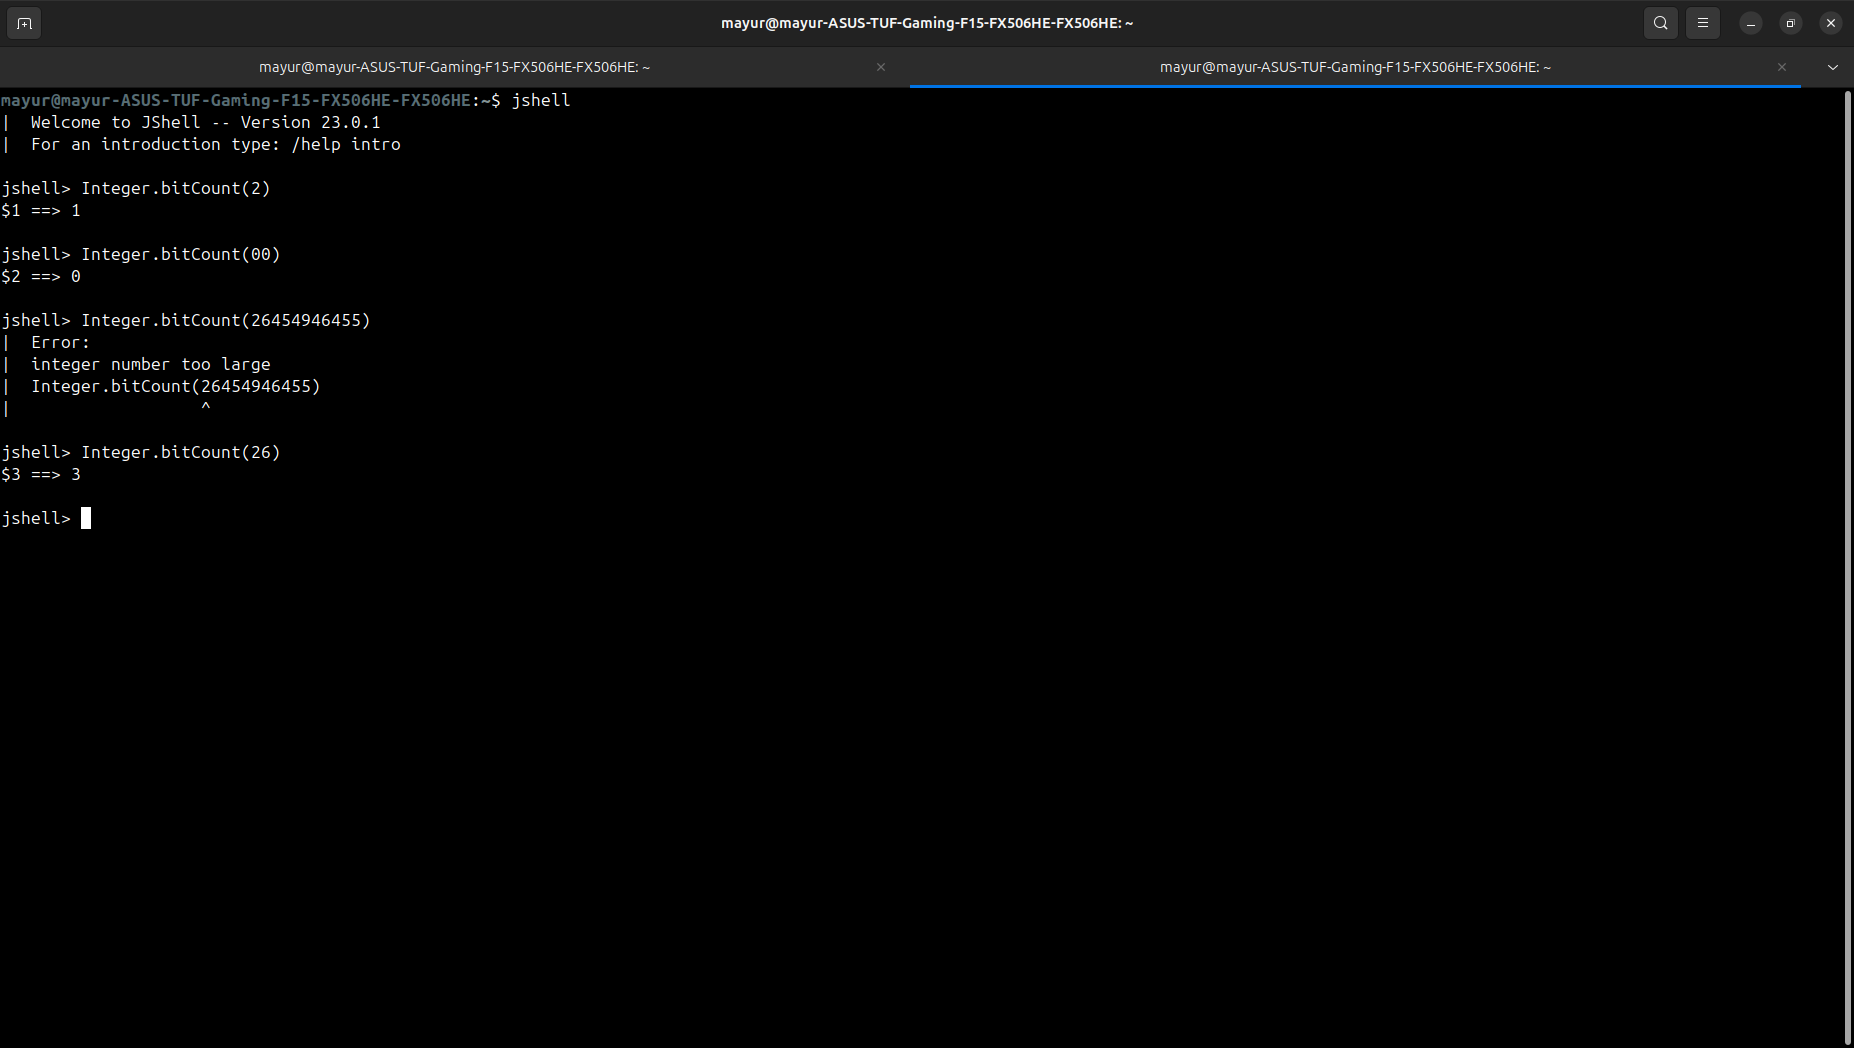 mayur@mayur-ASUS-TUF-Gaming-F15-FX506HE-FX506HE: ~
mayur@mayur-ASUS-TUF-Gaming-F15-FX506HE-FX506HE: ~
mayur@mayur-ASUS-TUF-Gaming-F15-FX506HE-FX506HE: ~
mayur@mayur-ASUS-TUF-Gaming-F15-FX506HE-FX506HE:~$ jshell
|  Welcome to JShell -- Version 23.0.1
|  For an introduction type: /help intro
jshell> Integer.bitCount(2)
$1 ==> 1
jshell> Integer.bitCount(00)
$2 ==> 0
jshell> Integer.bitCount(26454946455)
|  Error:
|  integer number too large
|  Integer.bitCount(26454946455)
|                   ^
jshell> Integer.bitCount(26)
$3 ==> 3
jshell>